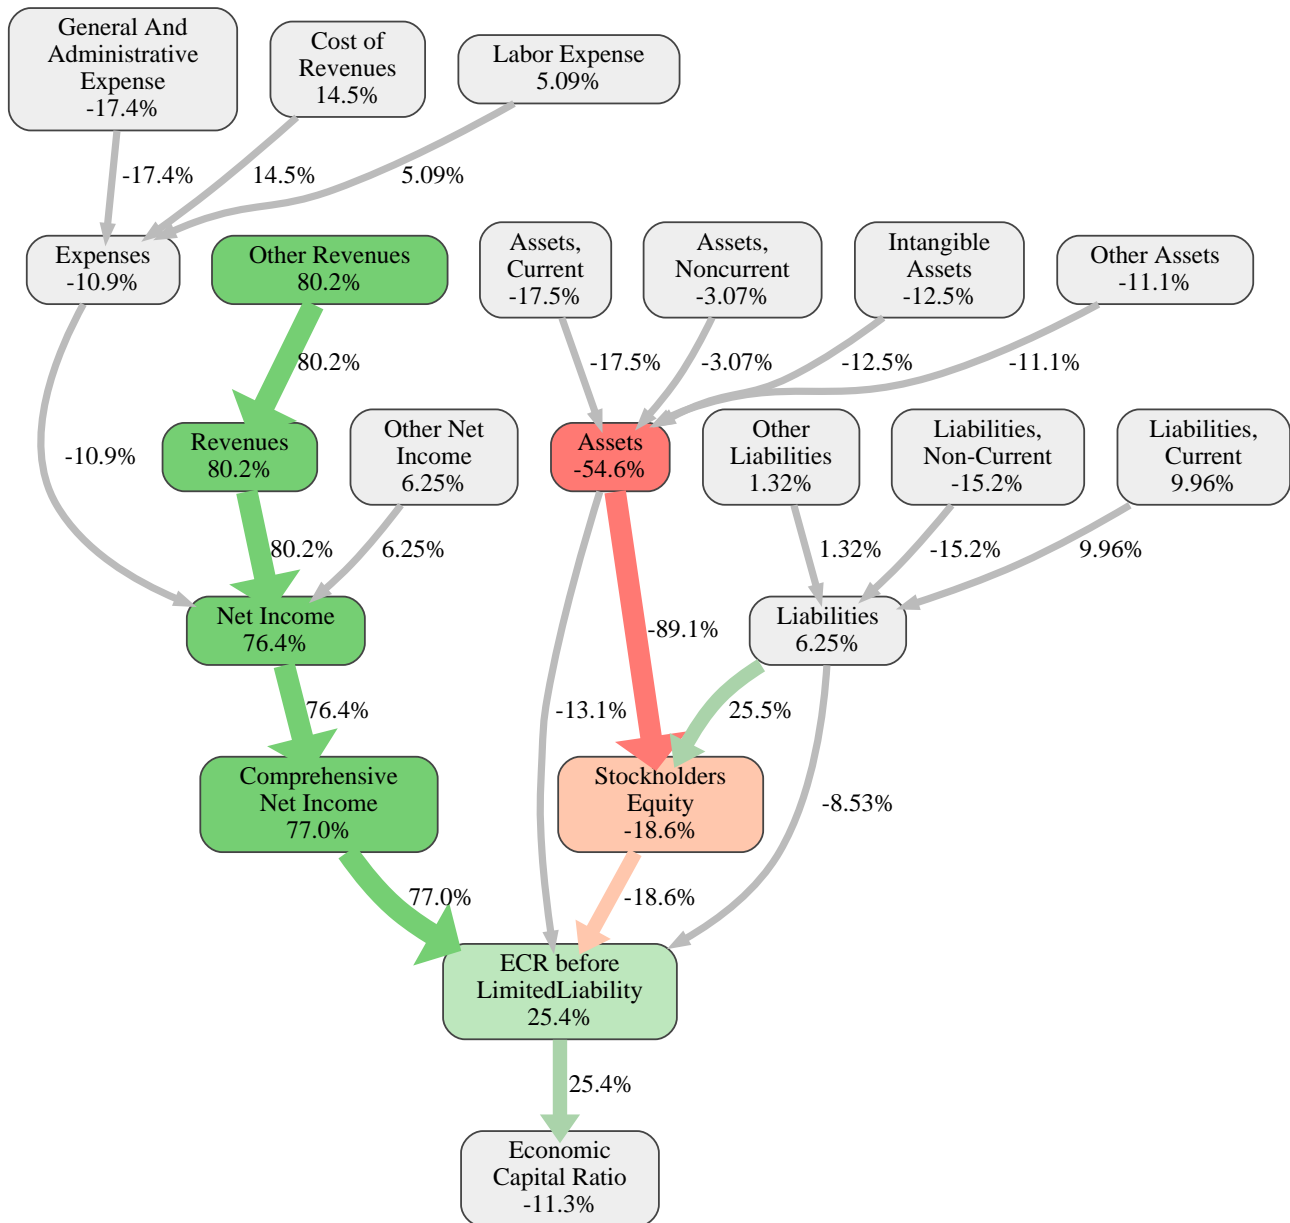 General And
Administrative
Expense
-17.4%
Cost of
Revenues
14.5%
Labor Expense
5.09%
-17.4%
14.5%
5.09%
Expenses
-10.9%
Other Revenues
80.2%
Assets,
Current
-17.5%
Assets,
Noncurrent
-3.07%
Intangible
Assets
-12.5%
Other Assets
-11.1%
80.2%
-17.5%
-3.07%
-12.5%
-11.1%
-10.9%
Revenues
80.2%
Other Net
Income
6.25%
Assets
-54.6%
Other
Liabilities
1.32%
Liabilities,
Non-Current
-15.2%
Liabilities,
Current
9.96%
80.2%
6.25%
1.32%
-15.2%
9.96%
Net Income
76.4%
-89.1%
Liabilities
6.25%
76.4%
-13.1%
25.5%
Comprehensive
Net Income
77.0%
Stockholders
Equity
-18.6%
-8.53%
77.0%
-18.6%
ECR before
LimitedLiability
25.4%
25.4%
Economic
Capital Ratio
-11.3%